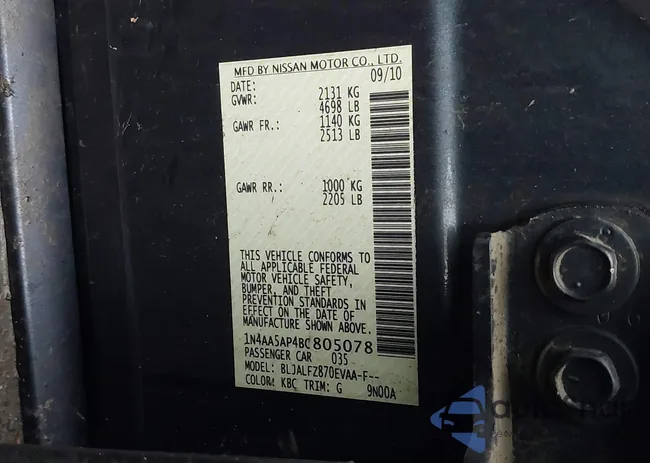 MFD BY NISSAN MOTOR CO., LTD.
DATE: 09/10
GVWR: 2131 KG
4698 LB
GAWR FR.: 1140 KG
2513 LB
GAWR RR.: 1000 KG
2205 LB
THIS VEHICLE CONFORMS TO
ALL APPLICABLE FEDERAL
MOTOR VEHICLE SAFETY,
BUMPER, AND THEFT
PREVENTION STANDARDS IN
EFFECT ON THE DATE OF
MANUFACTURE SHOWN ABOVE.
1N4AA5AP4BC805078
PASSENGER CAR 035
MODEL: BLJALFZ870EVAA-F--
COLOR: KBC TRIM: G 9N00A